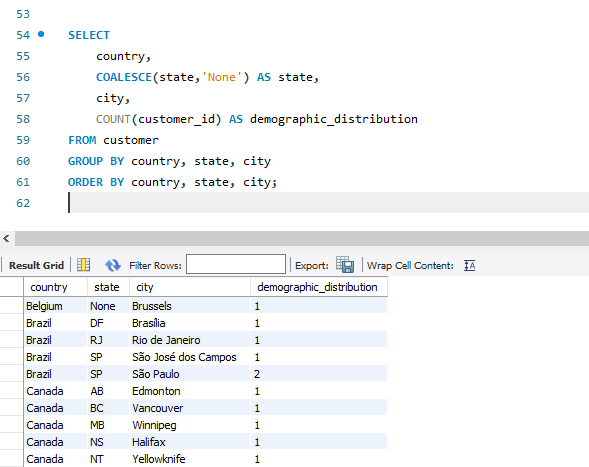 53
54 SELECT
55 country,
56 COALESCE(state,'None') AS state,
57 city,
58 COUNT(customer_id) AS demographic_distribution
59 FROM customer
60 GROUP BY country, state, city
61 ORDER BY country, state, city;
62
Result Grid Filter Rows: Export: Wrap Cell Content: IA
country state city demographic_distribution
Belgium None Brussels 1
Brazil DF Brasília 1
Brazil RJ Rio de Janeiro 1
Brazil SP São José dos Campos 1
Brazil SP São Paulo 2
Canada AB Edmonton 1
Canada BC Vancouver 1
Canada MB Winnipeg 1
Canada NS Halifax 1
Canada NT Yellowknife 1